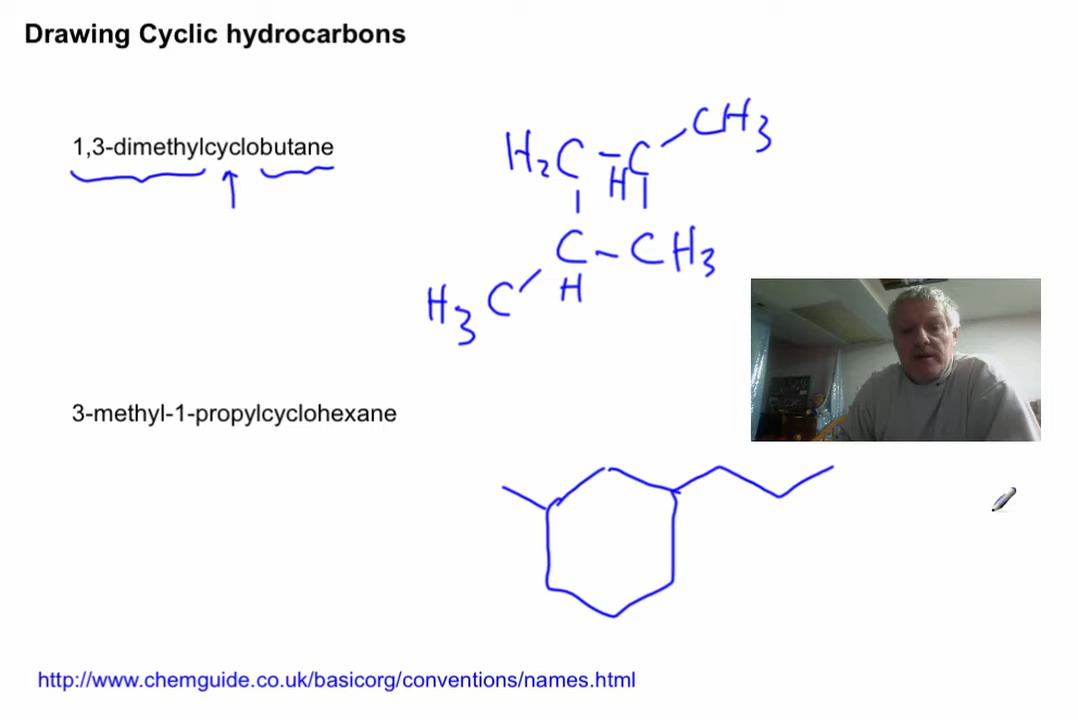 Drawing Cyclic hydrocarbons
1,3-dimethylcyclobutane
H2C - C - CH3
H
C - CH3
H3C
H
3-methyl-1-propylcyclohexane
http://www.chemguide.co.uk/basicorg/conventions/names.html